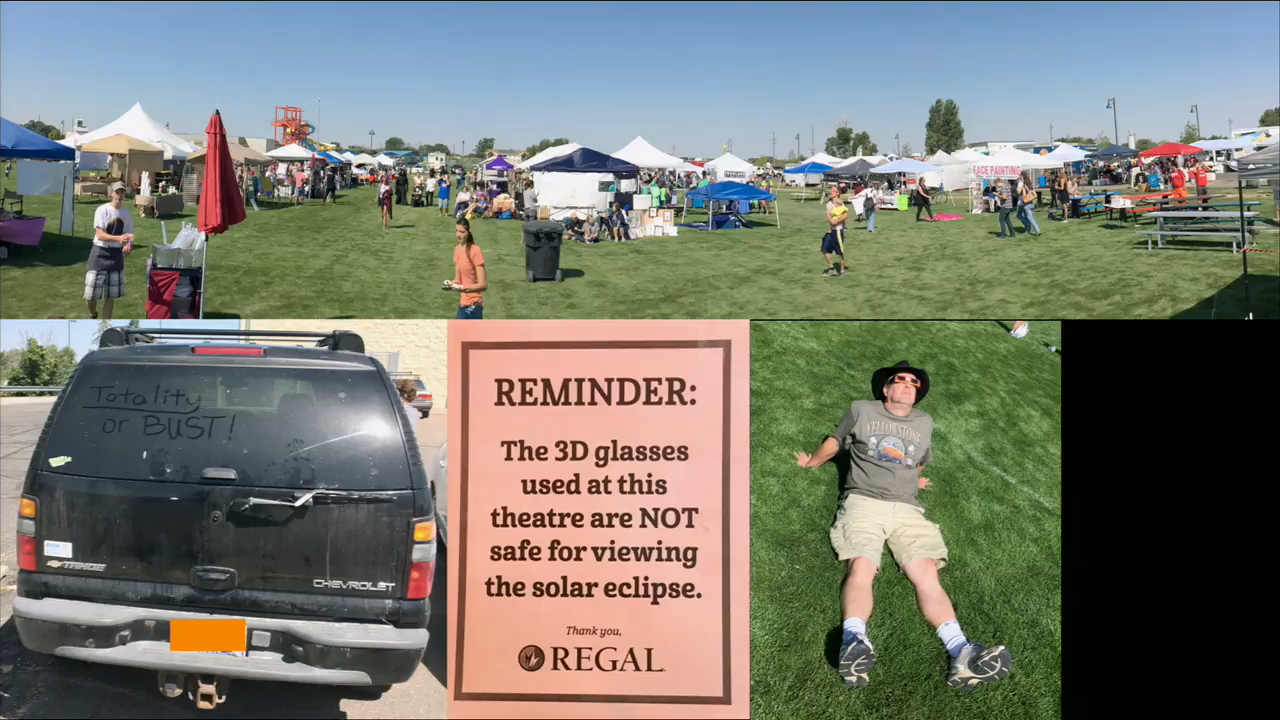 FACE PAINTING
Totality
or BUST!
TAHOE
CHEVROLET
REMINDER:
The 3D glasses
used at this
theatre are NOT
safe for viewing
the solar eclipse.
Thank you,
REGAL
YELLOWSTONE